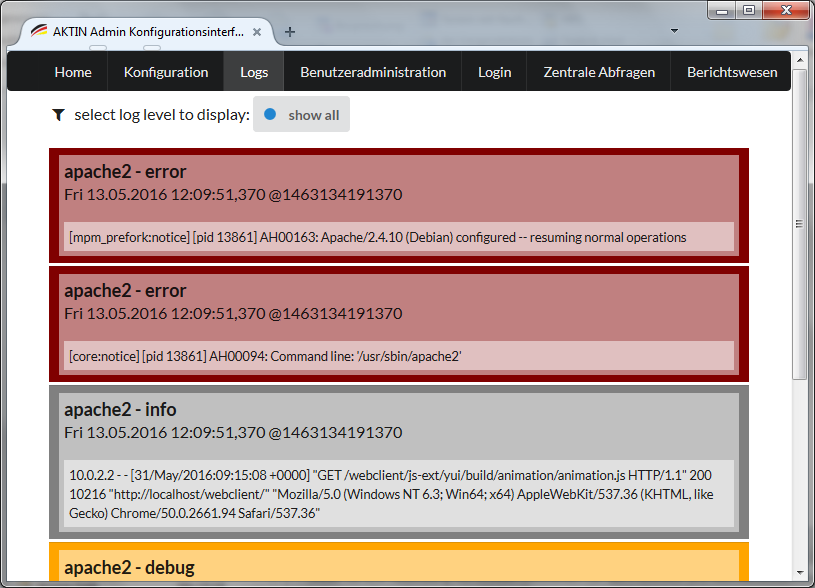 AKTIN Admin Konfigurationsinterf...
Home Konfiguration Logs Benutzeradministration Login Zentrale Abfragen Berichtswesen
select log level to display: show all
apache2 - error
Fri 13.05.2016 12:09:51,370 @1463134191370
[mpm_prefork:notice] [pid 13861] AH00163: Apache/2.4.10 (Debian) configured -- resuming normal operations
apache2 - error
Fri 13.05.2016 12:09:51,370 @1463134191370
[core:notice] [pid 13861] AH00094: Command line: '/usr/sbin/apache2'
apache2 - info
Fri 13.05.2016 12:09:51,370 @1463134191370
10.0.2.2 - - [31/May/2016:09:15:08 +0000] "GET /webclient/js-ext/yui/build/animation/animation.js HTTP/1.1" 200
10216 "http://localhost/webclient/" "Mozilla/5.0 (Windows NT 6.3; Win64; x64) AppleWebKit/537.36 (KHTML, like
Gecko) Chrome/50.0.2661.94 Safari/537.36"
apache2 - debug